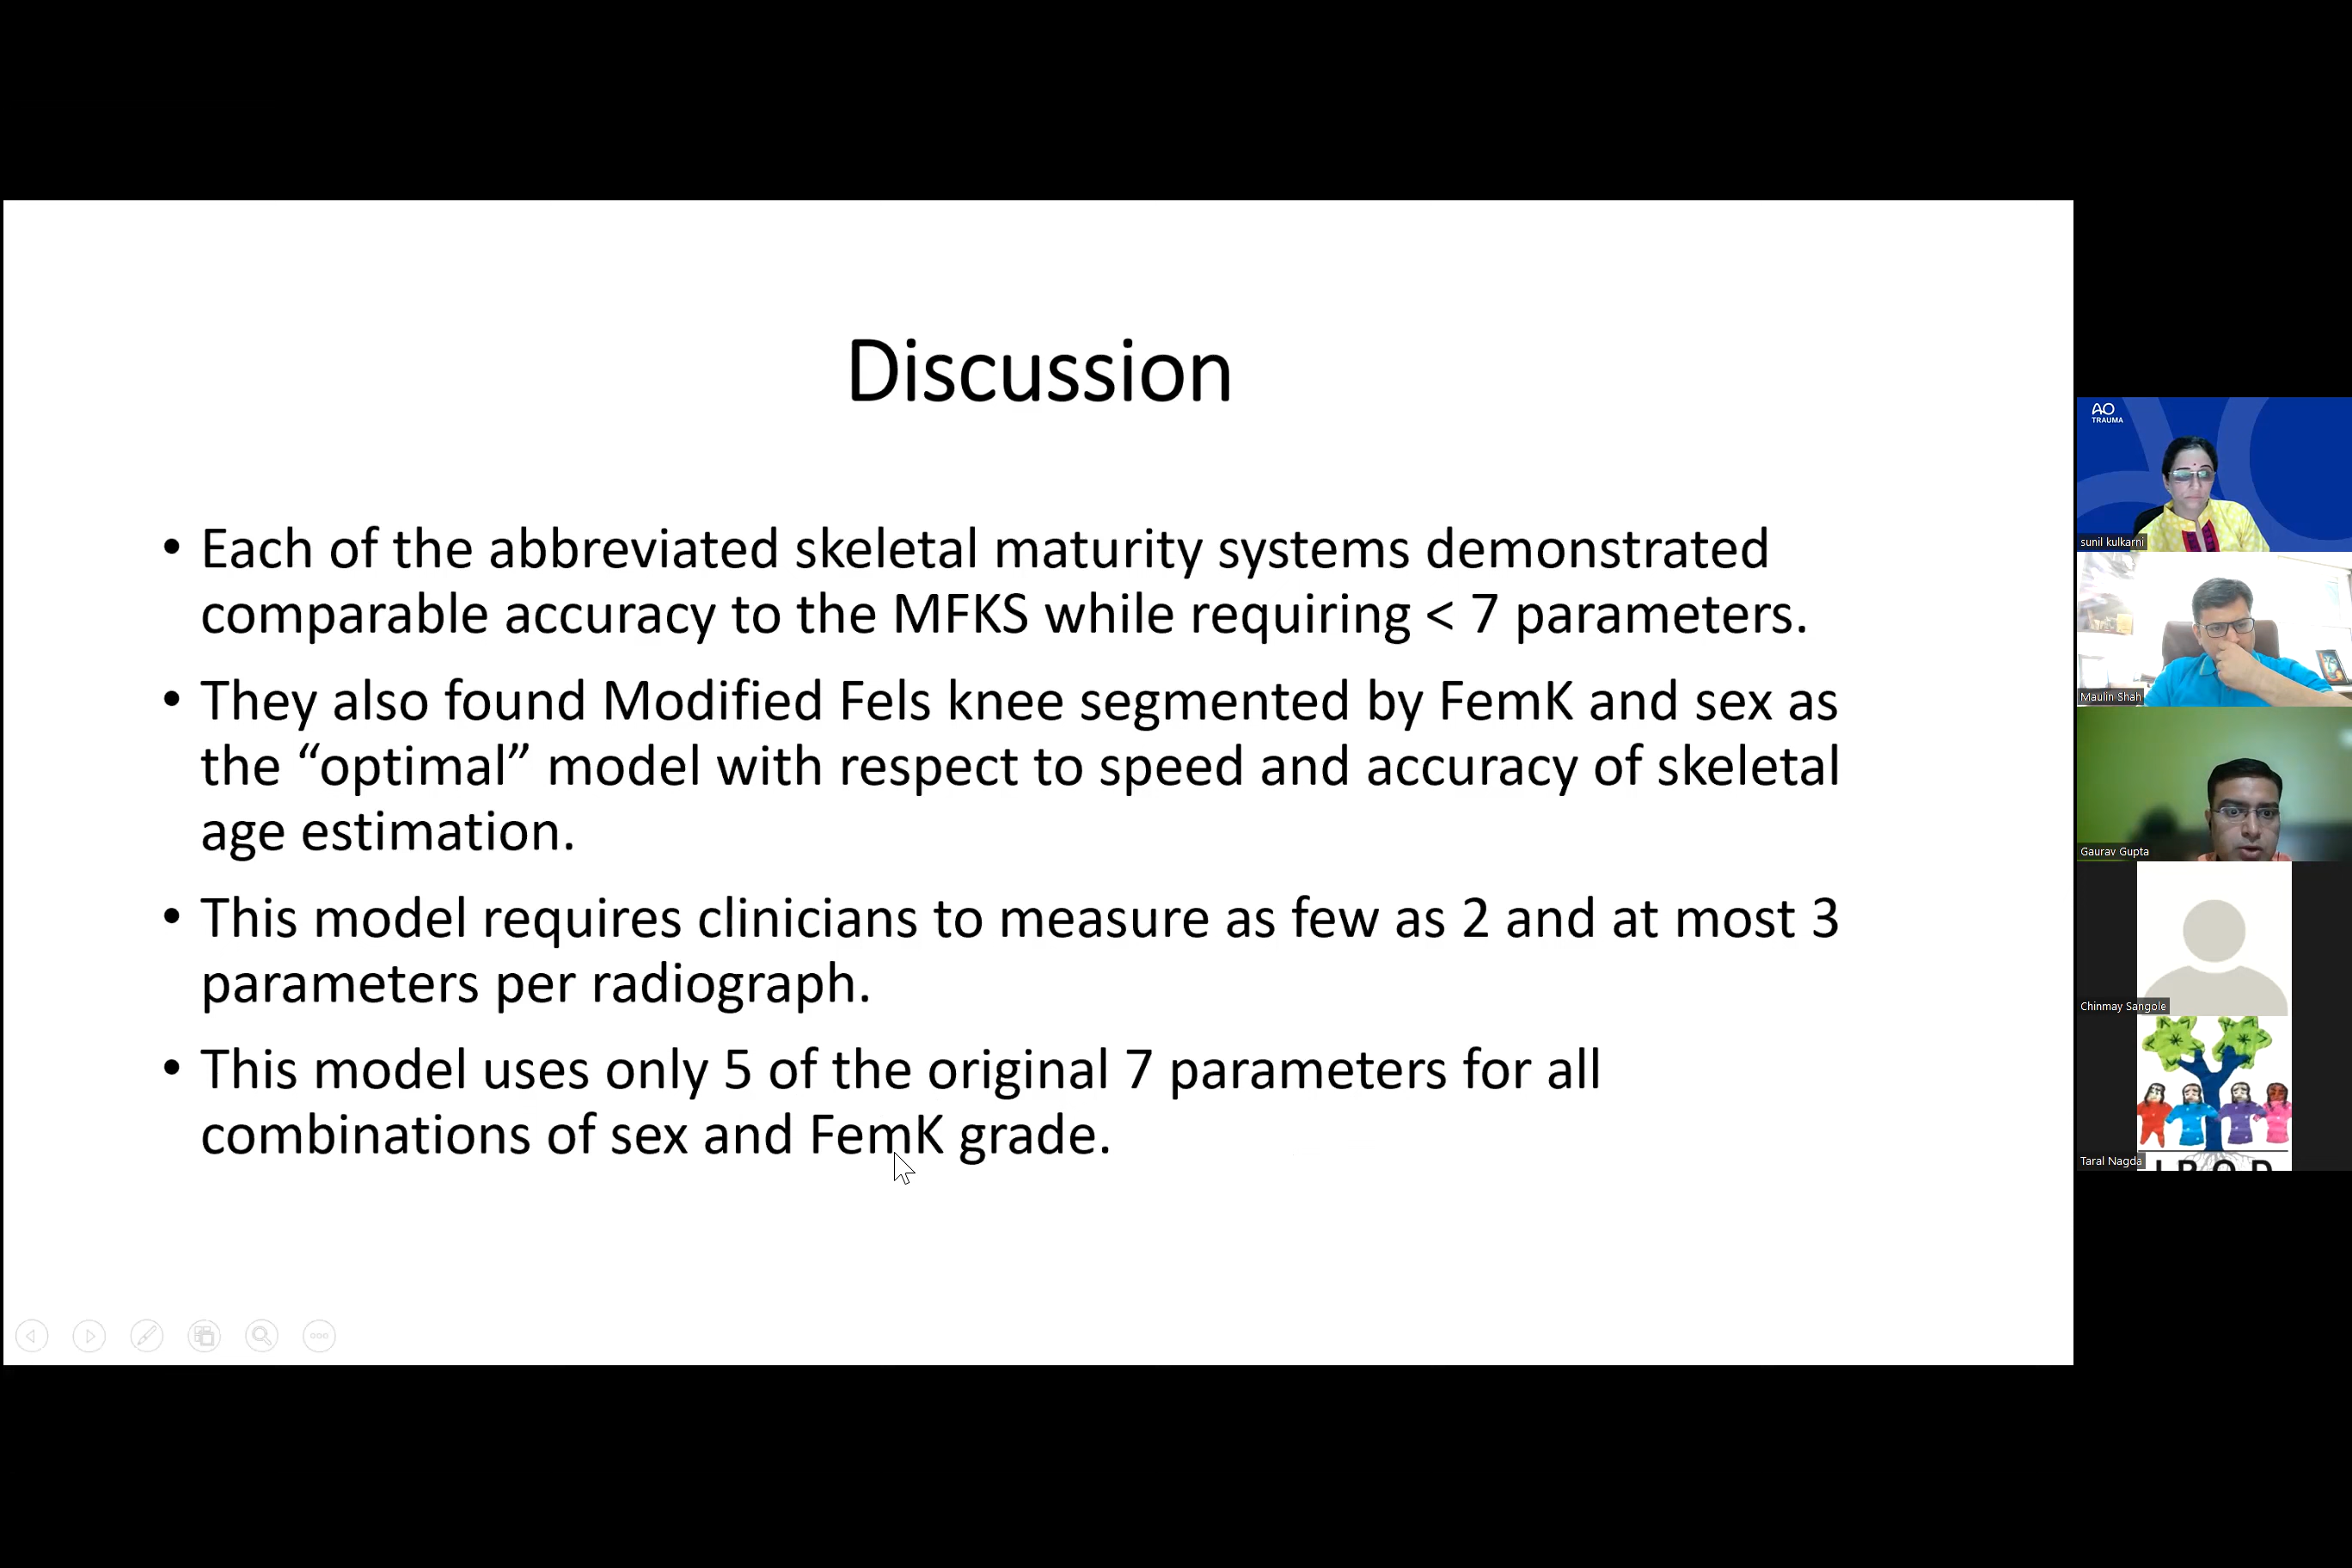 Discussion
• Each of the abbreviated skeletal maturity systems demonstrated
comparable accuracy to the MFKS while requiring < 7 parameters.
• They also found Modified Fels knee segmented by FemK and sex as
the “optimal” model with respect to speed and accuracy of skeletal
age estimation.
• This model requires clinicians to measure as few as 2 and at most 3
parameters per radiograph.
• This model uses only 5 of the original 7 parameters for all
combinations of sex and FemK grade.
AO
TRAUMA
sunil kulkarni
Maulin Shah
Gaurav Gupta
Chinmay Sangole
Taral Nagda